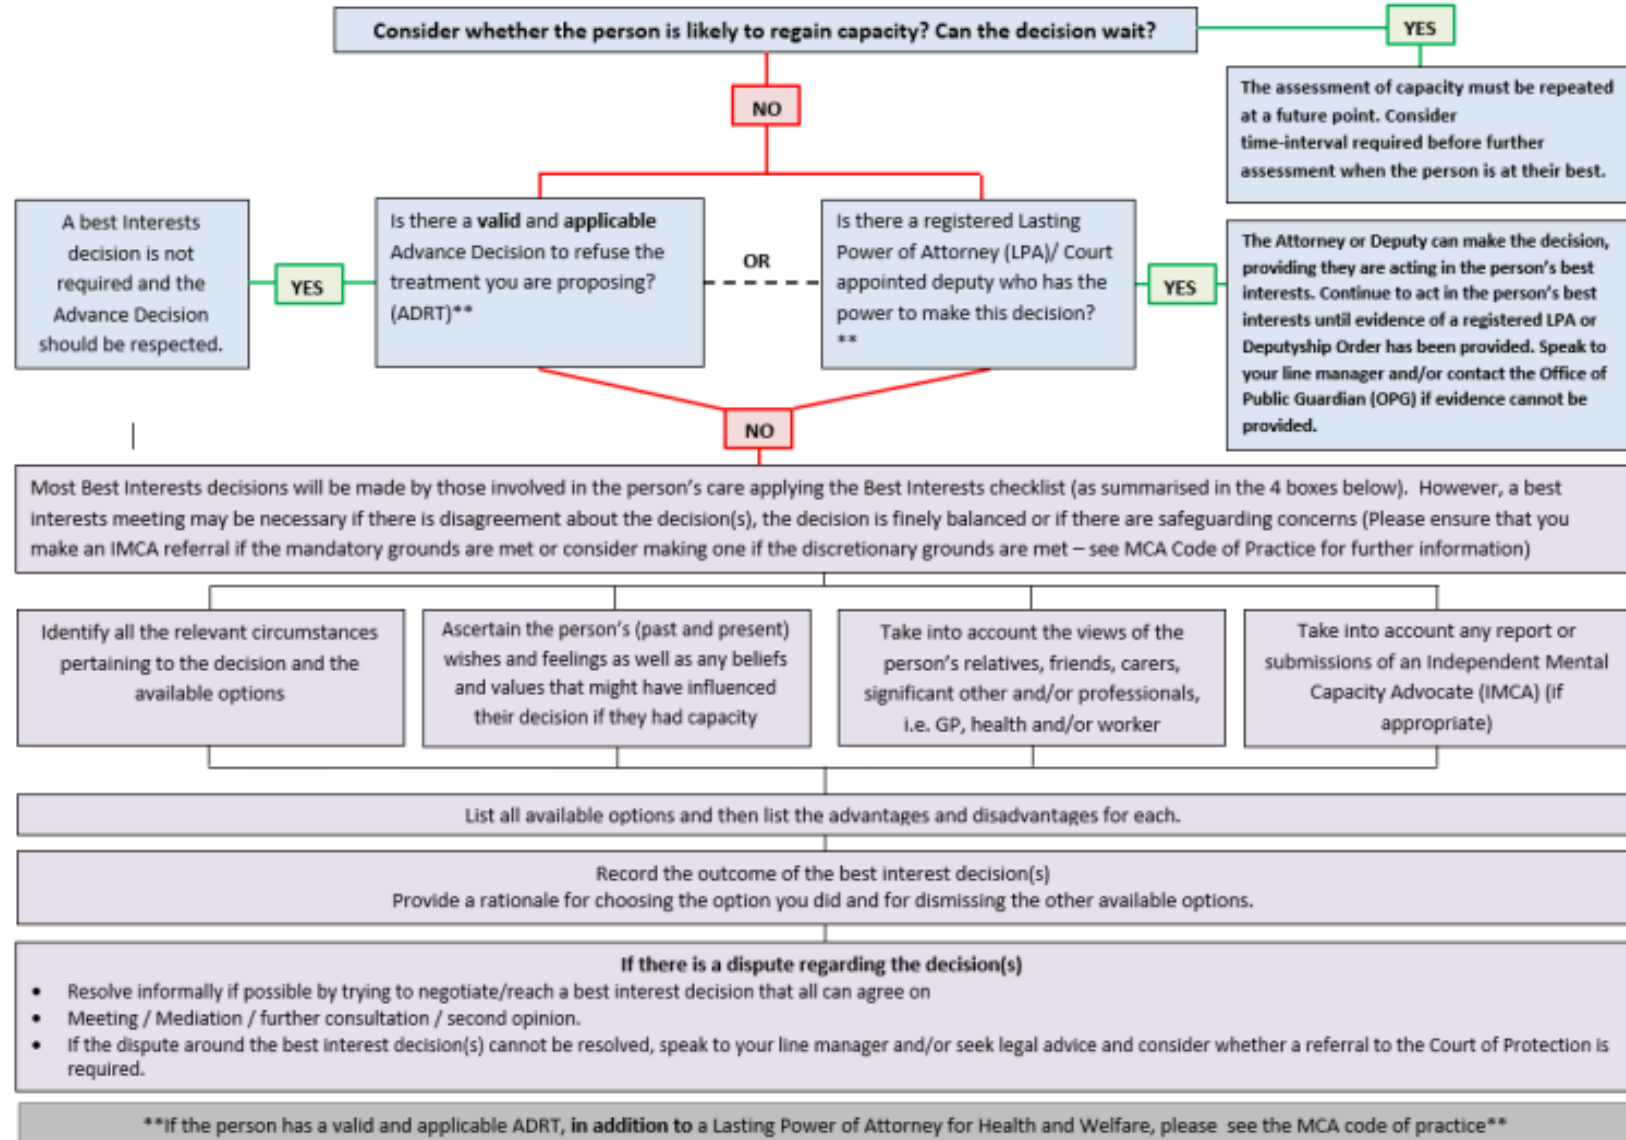 Consider whether the person is likely to regain capacity? Can the decision wait?
YES
NO
The assessment of capacity must be repeated
at a future point. Consider
time-interval required before further
assessment when the person is at their best.
A best Interests
decision is not
required and the
Advance Decision
should be respected.
YES
Is there a valid and applicable
Advance Decision to refuse the
treatment you are proposing?
(ADRT)**
OR
Is there a registered Lasting
Power of Attorney (LPA)/ Court
appointed deputy who has the
power to make this decision?
**
YES
The Attorney or Deputy can make the decision,
providing they are acting in the person's best
interests. Continue to act in the person's best
interests until evidence of a registered LPA or
Deputyship Order has been provided. Speak to
your line manager and/or contact the Office of
Public Guardian (OPG) if evidence cannot be
provided.
NO
Most Best Interests decisions will be made by those involved in the person's care applying the Best Interests checklist (as summarised in the 4 boxes below). However, a best
interests meeting may be necessary if there is disagreement about the decision(s), the decision is finely balanced or if there are safeguarding concerns (Please ensure that you
make an IMCA referral if the mandatory grounds are met or consider making one if the discretionary grounds are met – see MCA Code of Practice for further information)
Identify all the relevant circumstances
pertaining to the decision and the
available options
Ascertain the person's (past and present)
wishes and feelings as well as any beliefs
and values that might have influenced
their decision if they had capacity
Take into account the views of the
person's relatives, friends, carers,
significant other and/or professionals,
i.e. GP, health and/or worker
Take into account any report or
submissions of an Independent Mental
Capacity Advocate (IMCA) (if
appropriate)
List all available options and then list the advantages and disadvantages for each.
Record the outcome of the best interest decision(s)
Provide a rationale for choosing the option you did and for dismissing the other available options.
If there is a dispute regarding the decision(s)
• Resolve informally if possible by trying to negotiate/reach a best interest decision that all can agree on
• Meeting / Mediation / further consultation / second opinion.
• If the dispute around the best interest decision(s) cannot be resolved, speak to your line manager and/or seek legal advice and consider whether a referral to the Court of Protection is
required.
**If the person has a valid and applicable ADRT, in addition to a Lasting Power of Attorney for Health and Welfare, please see the MCA code of practice**